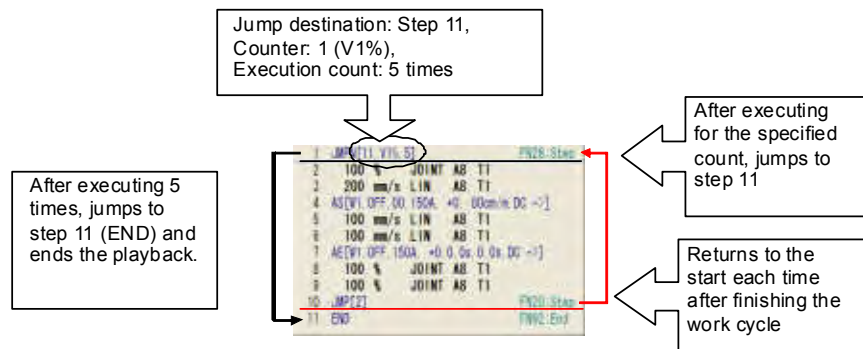 Jump destination: Step 11,
Counter: 1 (V1%),
Execution count: 5 times
After executing
for the specified
count, jumps to
step 11
After executing 5
times, jumps to
step 11 (END) and
ends the playback.
Returns to the
start each time
after finishing the
work cycle
1 FN28:Step
2 100 % JOINT A8 T1
3 200 mm/s LIN A8 T1
4
5 100 mm/s LIN A8 T1
6 100 mm/s LIN A8 T1
7
8 100 % JOINT A8 T1
9 100 % JOINT A8 T1
10 JMP[2] FN20:Step
11 END FN92:End